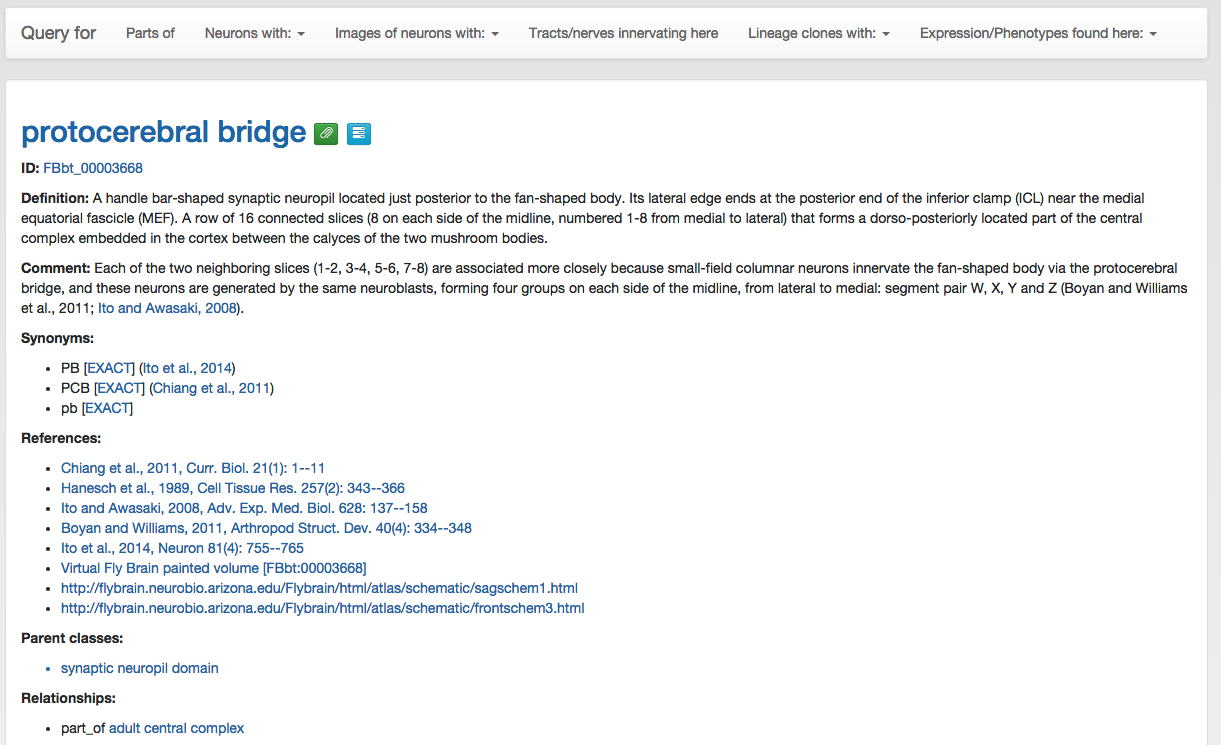 Query for Parts of Neurons with: Images of neurons with: Tracts/nerves innervating here Lineage clones with: Expression/Phenotypes found here:
protocerebral bridge
ID: FBbt_00003668
Definition: A handle bar-shaped synaptic neuropil located just posterior to the fan-shaped body. Its lateral edge ends at the posterior end of the inferior clamp (ICL) near the medial
equatorial fascicle (MEF). A row of 16 connected slices (8 on each side of the midline, numbered 1-8 from medial to lateral) that forms a dorso-posteriorly located part of the central
complex embedded in the cortex between the calyces of the two mushroom bodies.
Comment: Each of the two neighboring slices (1-2, 3-4, 5-6, 7-8) are associated more closely because small-field columnar neurons innervate the fan-shaped body via the protocerebral
bridge, and these neurons are generated by the same neuroblasts, forming four groups on each side of the midline, from lateral to medial: segment pair W, X, Y and Z (Boyan and Williams
et al., 2011; Ito and Awasaki, 2008).
Synonyms:
• PB [EXACT] (Ito et al., 2014)
• PCB [EXACT] (Chiang et al., 2011)
• pb [EXACT]
References:
• Chiang et al., 2011, Curr. Biol. 21(1): 1--11
• Hanesch et al., 1989, Cell Tissue Res. 257(2): 343--366
• Ito and Awasaki, 2008, Adv. Exp. Med. Biol. 628: 137--158
• Boyan and Williams, 2011, Arthropod Struct. Dev. 40(4): 334--348
• Ito et al., 2014, Neuron 81(4): 755--765
• Virtual Fly Brain painted volume [FBbt:00003668]
• http://flybrain.neurobio.arizona.edu/Flybrain/html/atlas/schematic/sagschem1.html
• http://flybrain.neurobio.arizona.edu/Flybrain/html/atlas/schematic/frontschem3.html
Parent classes:
• synaptic neuropil domain
Relationships:
• part_of adult central complex